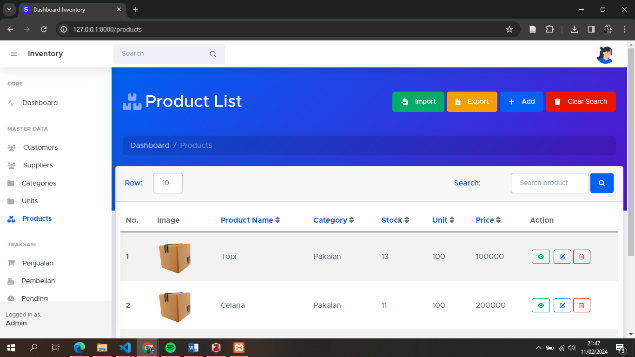 Dashboard Inventory
127.0.0.1:8000/products
Inventory
Search
CORE
Dashboard
MASTER DATA
Customers
Suppliers
Categories
Units
Products
TRANSAKSI
Penjualan
Pembelian
Pending
Logged in as:
Admin
Product List
Import
Export
Add
Clear Search
Dashboard / Products
Row: 10
Search: Search product
No. Image Product Name Category Stock Unit Price Action
1 Topi Pakaian 13 100 100000
2 Celana Pakaian 11 100 200000
21:47
11/02/2024